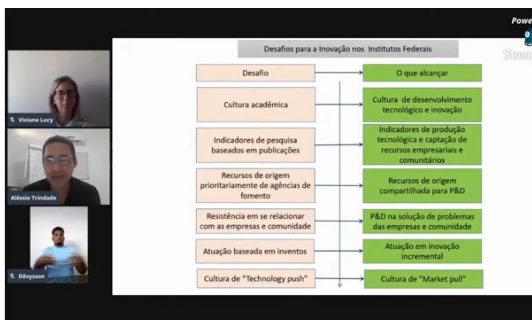 Desafios para a Inovação nos Institutos Federais
Desafio
O que alcançar
Cultura acadêmica
Cultura de desenvolvimento
tecnológico e inovação
Indicadores de pesquisa
baseados em publicações
Indicadores de produção
tecnológica e captação de
recursos empresariais e
comunitários
Recursos de origem
prioritariamente de agências de
fomento
Recursos de origem
compartilhada para P&D
Resistência em se relacionar
com as empresas e comunidade
P&D na solução de problemas
das empresas e comunidade
Atuação baseada em inventos
Atuação em inovação
incremental
Cultura de "Technology push"
Cultura de "Market pull"
Viviane Lucy
Aléssio Trindade
Dêvysson